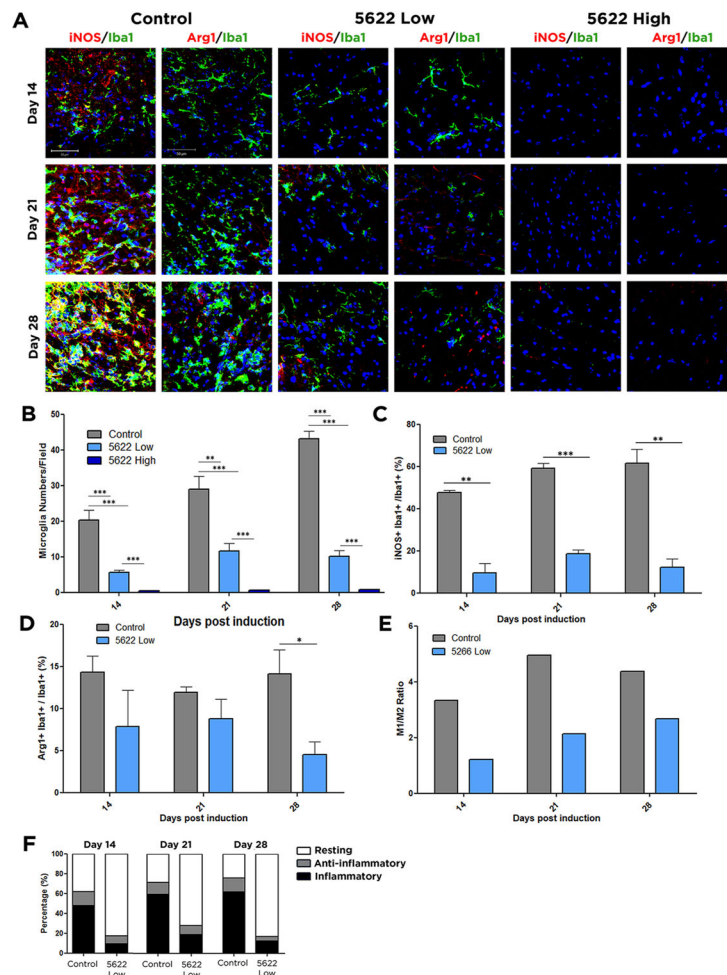 A
Control
5622 Low
5622 High
iNOS/Iba1
Arg1/Iba1
iNOS/Iba1
Arg1/Iba1
iNOS/Iba1
Arg1/Iba1
Day 14
Day 21
Day 28
B
Microglia Numbers/Field
50
40
30
20
10
0
Control
5622 Low
5622 High
***
***
***
**
***
***
***
***
***
14
21
28
Days post induction
C
iNOS+ Iba1+ /Iba1+ (%)
80
60
40
20
0
Control
5622 Low
**
***
**
14
21
28
Days post induction
D
Arg1+ Iba1+ / Iba1+ (%)
20
15
10
5
0
Control
5622 Low
*
14
21
28
Days post induction
E
M1/M2 Ratio
6
4
2
0
Control
5266 Low
14
21
28
Days post induction
F
Percentage (%)
100
80
60
40
20
0
Day 14
Day 21
Day 28
Resting
Anti-inflammatory
Inflammatory
Control
5622
Low
Control
5622
Low
Control
5622
Low